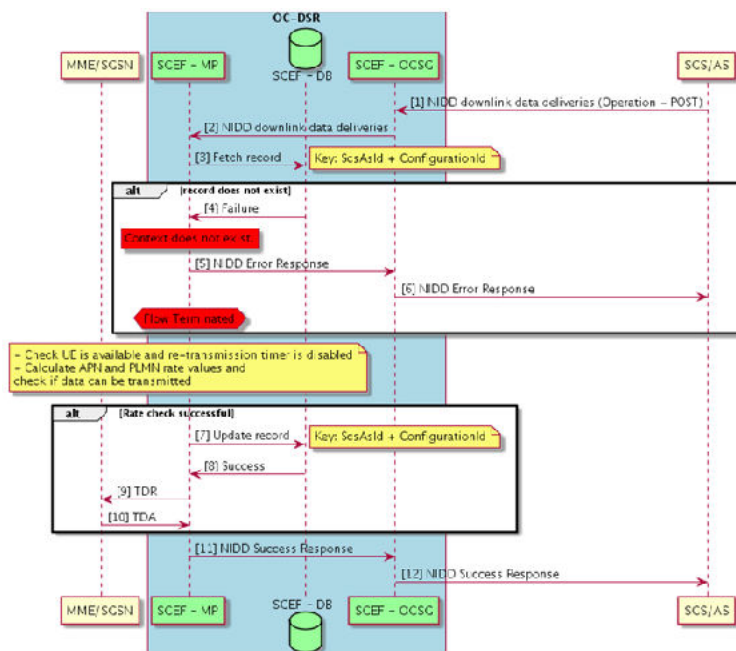 OC-DSR
MME/SGSN
SCEF - MP
SCEF - DB
SCEF - OCSG
SCS/AS
[1] NIDD downlink data deliveries (Operation - POST)
[2] NIDD downlink data deliveries
[3] Fetch record
Key: ScsAsId + ConfigurationId
alt
[record does not exist]
[4] Failure
Context does not exist.
[5] NIDD Error Response
[6] NIDD Error Response
Flow Terminated
- Check UE is available and re-transmission timer is disabled
- Calculate APN and PLMN rate values and
check if data can be transmitted
alt
[Rate check successful]
[7] Update record
Key: ScsAsId + ConfigurationId
[8] Success
[9] TDR
[10] TDA
[11] NIDD Success Response
[12] NIDD Success Response
MME/SGSN
SCEF - MP
SCEF - DB
SCEF - OCSG
SCS/AS